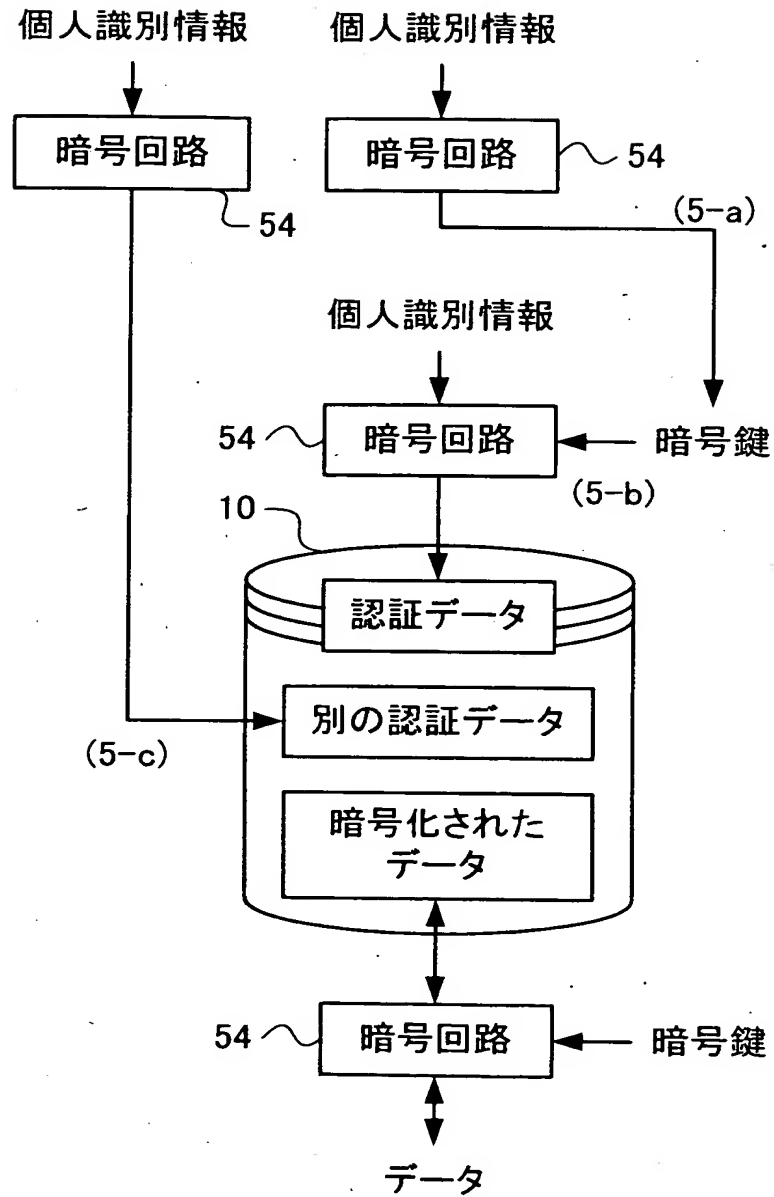 個人識別情報
個人識別情報
暗号回路
暗号回路
54
54
(5-a)
個人識別情報
54
暗号回路
暗号鍵
(5-b)
10
認証データ
別の認証データ
(5-c)
暗号化された
データ
54
暗号回路
暗号鍵
データ